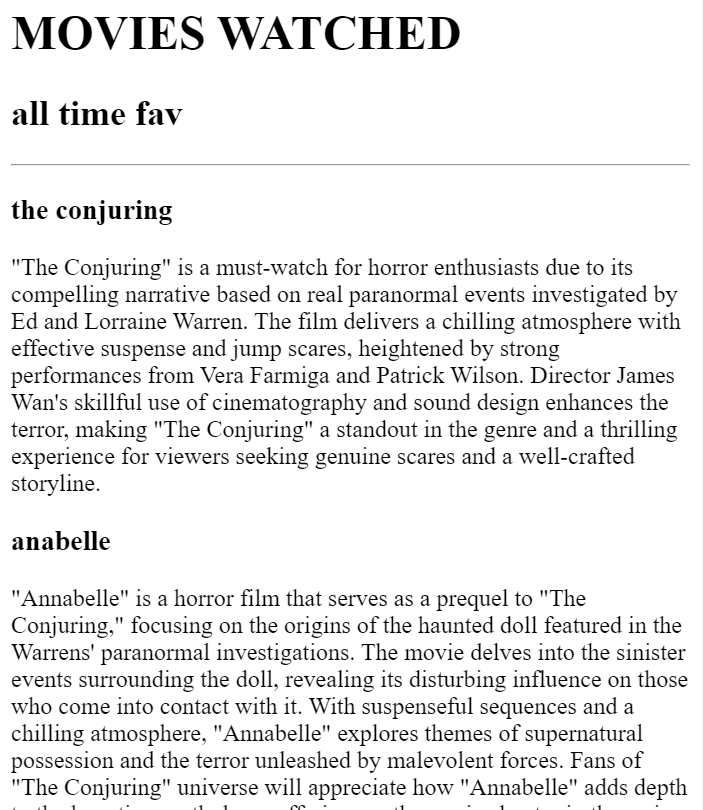 MOVIES WATCHED
all time fav
the conjuring
"The Conjuring" is a must-watch for horror enthusiasts due to its
compelling narrative based on real paranormal events investigated by
Ed and Lorraine Warren. The film delivers a chilling atmosphere with
effective suspense and jump scares, heightened by strong
performances from Vera Farmiga and Patrick Wilson. Director James
Wan's skillful use of cinematography and sound design enhances the
terror, making "The Conjuring" a standout in the genre and a thrilling
experience for viewers seeking genuine scares and a well-crafted
storyline.
anabelle
"Annabelle" is a horror film that serves as a prequel to "The
Conjuring," focusing on the origins of the haunted doll featured in the
Warrens' paranormal investigations. The movie delves into the sinister
events surrounding the doll, revealing its disturbing influence on those
who come into contact with it. With suspenseful sequences and a
chilling atmosphere, "Annabelle" explores themes of supernatural
possession and the terror unleashed by malevolent forces. Fans of
"The Conjuring" universe will appreciate how "Annabelle" adds depth